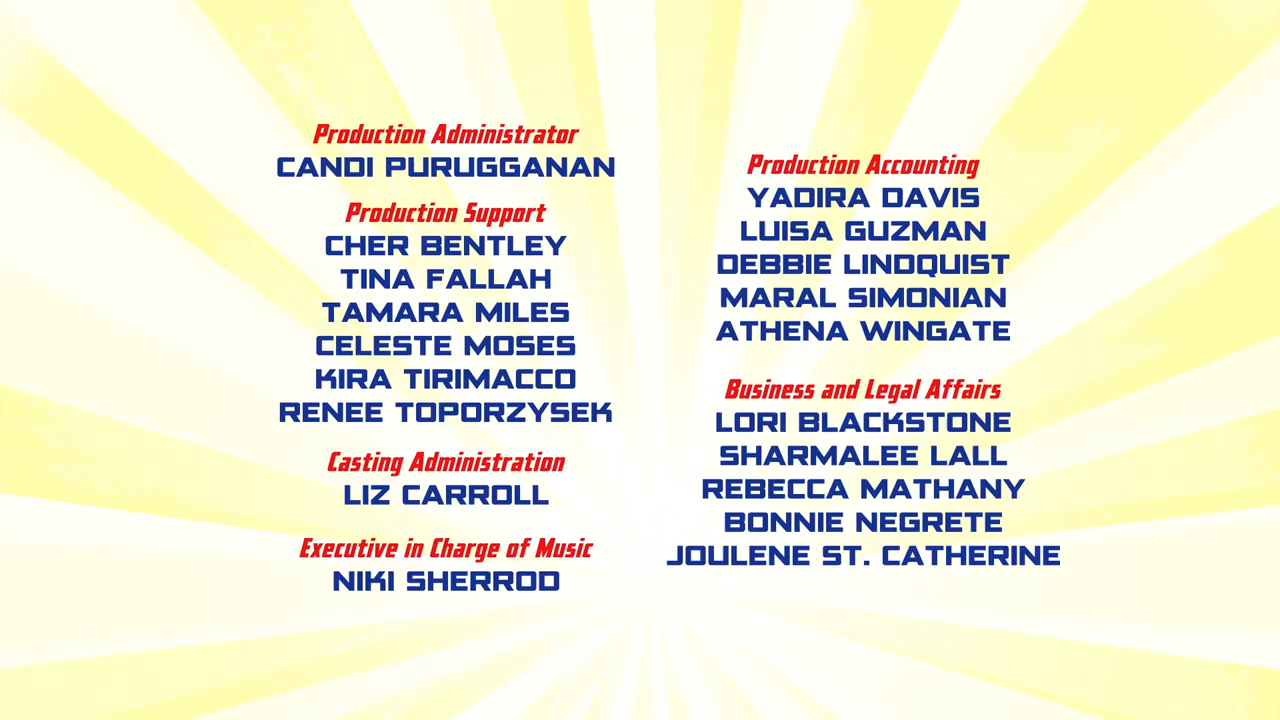 Production Administrator
CANDI PURUGGANAN
Production Support
CHER BENTLEY
TINA FALLAH
TAMARA MILES
CELESTE MOSES
KIRA TIRIMACCO
RENEE TOPORZYSEK
Casting Administration
LIZ CARROLL
Executive in Charge of Music
NIKI SHERROD
Production Accounting
YADIRA DAVIS
LUISA GUZMAN
DEBBIE LINDQUIST
MARAL SIMONIAN
ATHENA WINGATE
Business and Legal Affairs
LORI BLACKSTONE
SHARMALEE LALL
REBECCA MATHANY
BONNIE NEGRETE
JOULENE ST. CATHERINE